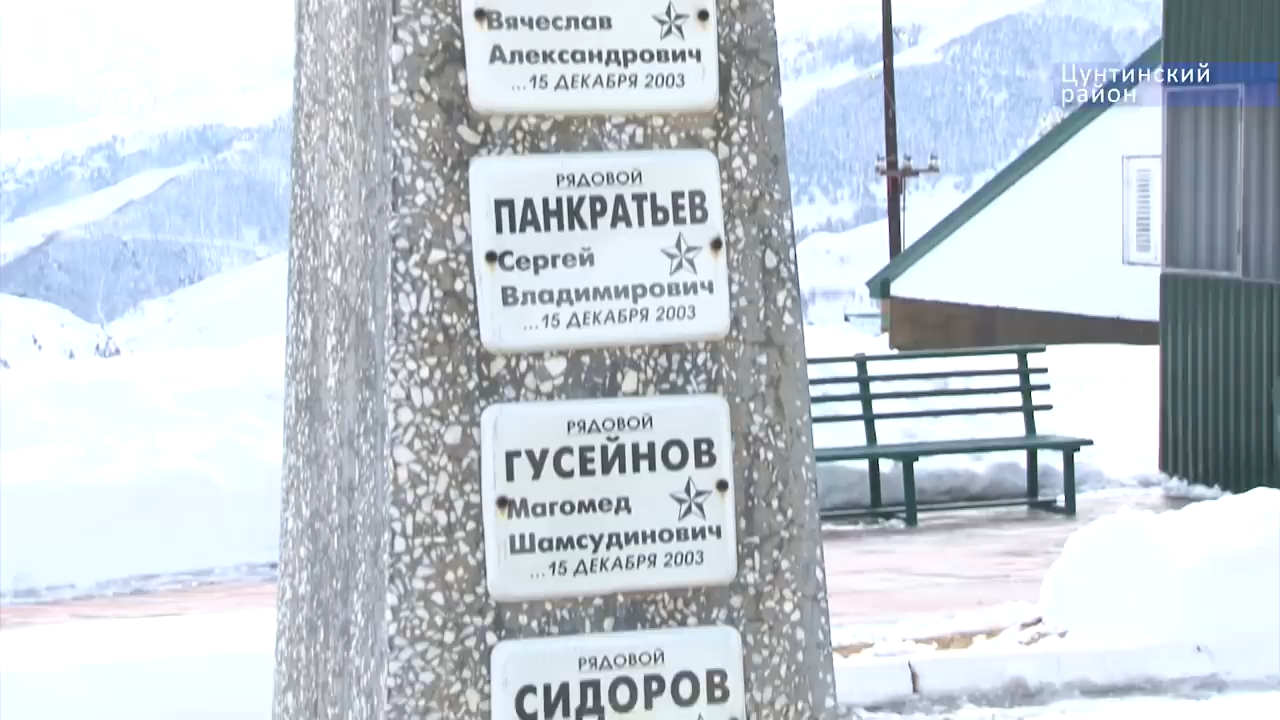 Вячеслав
Александрович
...15 ДЕКАБРЯ 2003
РЯДОВОЙ
ПАНКРАТЬЕВ
Сергей
Владимирович
...15 ДЕКАБРЯ 2003
РЯДОВОЙ
ГУСЕЙНОВ
Магомед
Шамсудинович
...15 ДЕКАБРЯ 2003
РЯДОВОЙ
СИДОРОВ
Цунтинский
район